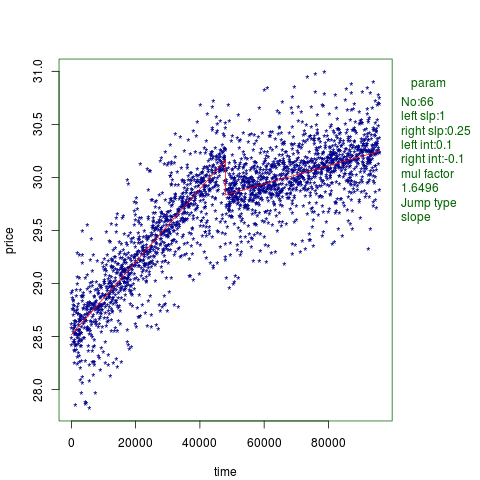 31.0
30.5
30.0
29.5
29.0
28.5
28.0
price
0 20000 40000 60000 80000
time
param
No:66
left slp:1
right slp:0.25
left int:0.1
right int:-0.1
mul factor
1.6496
Jump type
slope